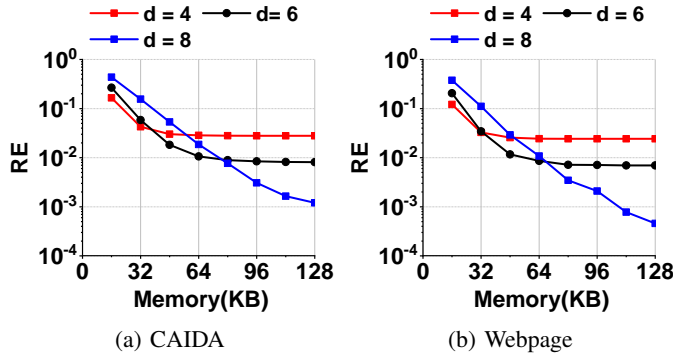 d = 4 d= 6
d = 8
RE
10^0
10^-1
10^-2
10^-3
10^-4
0 32 64 96 128
Memory(KB)
(a) CAIDA
d = 4 d = 6
d = 8
RE
10^0
10^-1
10^-2
10^-3
10^-4
0 32 64 96 128
Memory(KB)
(b) Webpage